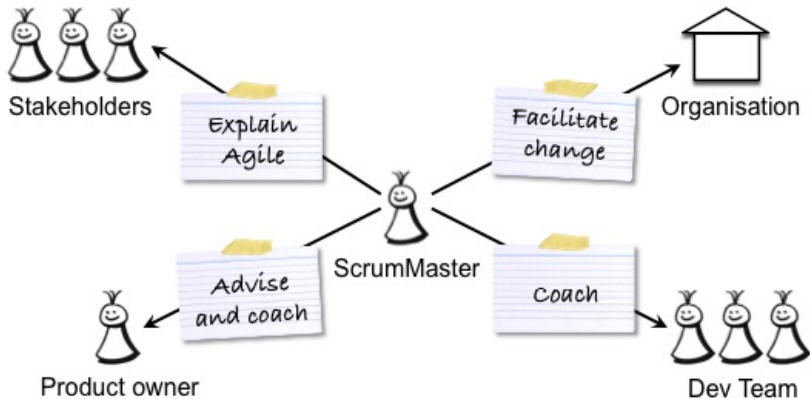 Stakeholders
Explain
Agile
Facilitate
change
Organisation
ScrumMaster
Advise
and coach
Coach
Product owner
Dev Team